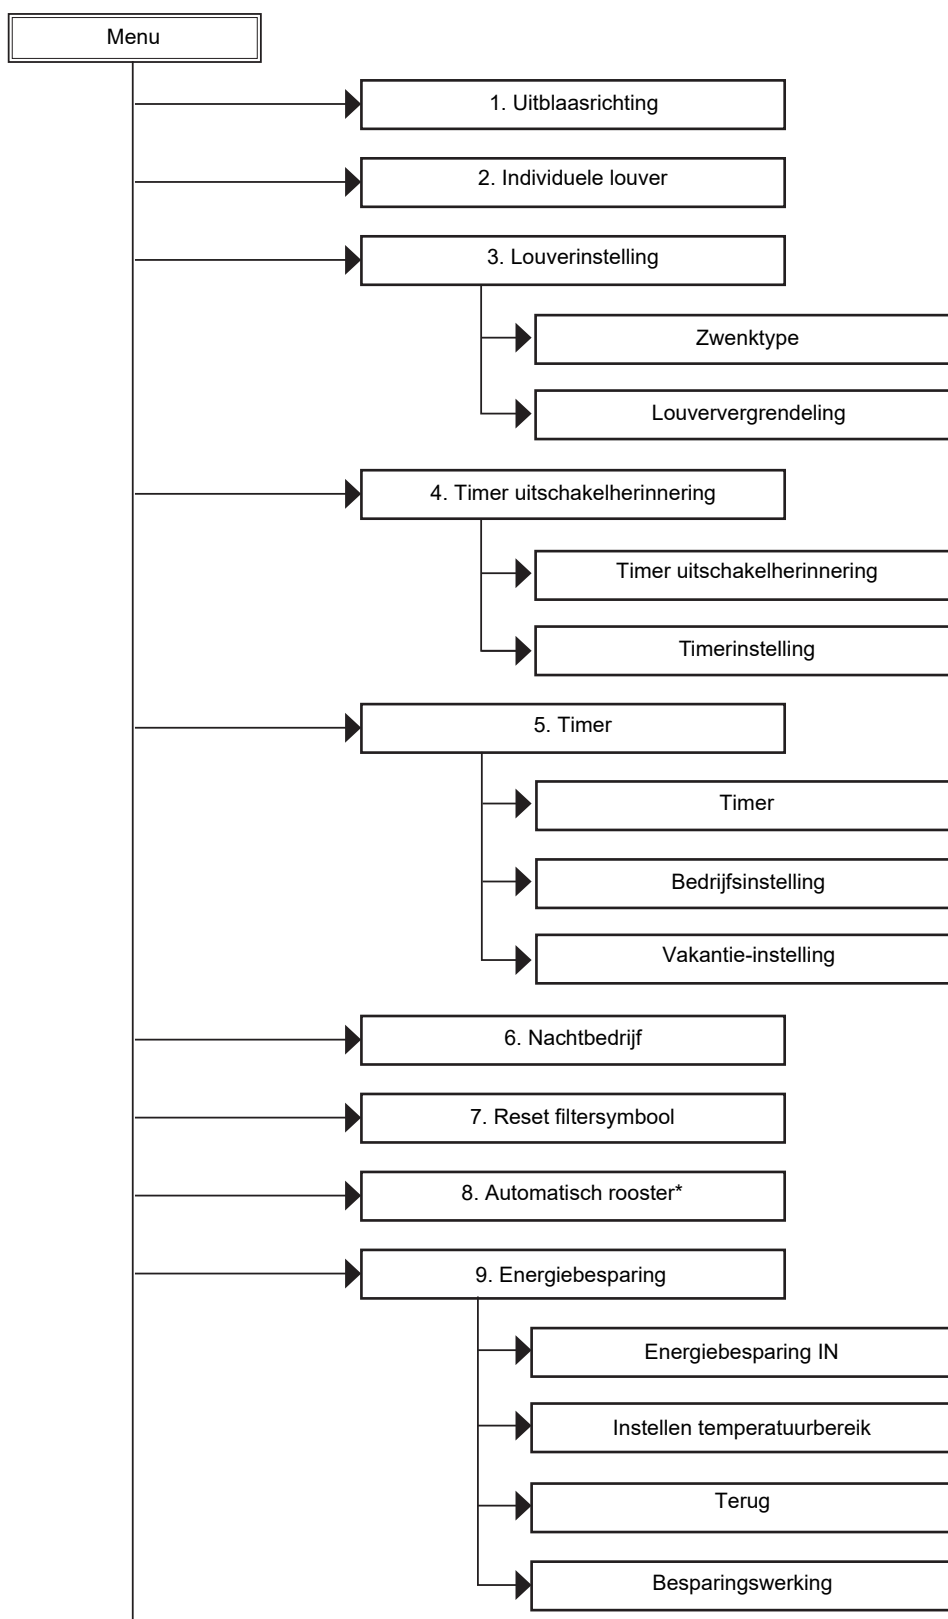 Menu
1. Uitblaasrichting
2. Individuele louver
3. Louverinstelling
Zwenktype
Louververgrendeling
4. Timer uitschakelherinnering
Timer uitschakelherinnering
Timerinstelling
5. Timer
Timer
Bedrijfsinstelling
Vakantie-instelling
6. Nachtbedrijf
7. Reset filtersymbool
8. Automatisch rooster*
9. Energiebesparing
Energiebesparing IN
Instellen temperatuurbereik
Terug
Besparingswerking